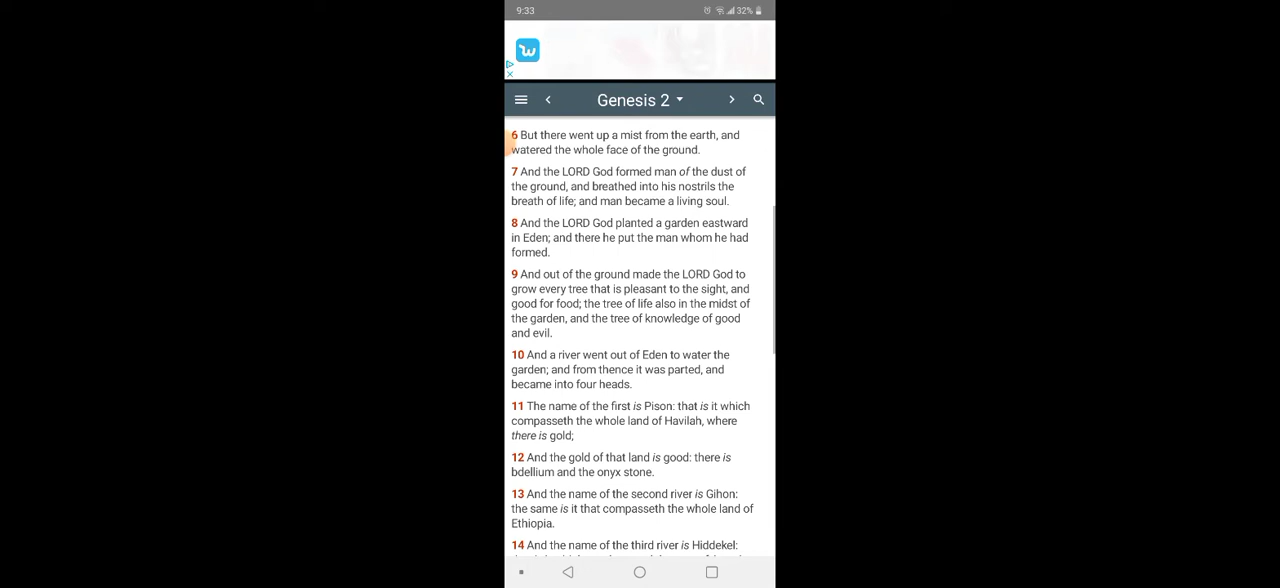 9:33
32%
Genesis 2
6 But there went up a mist from the earth, and
watered the whole face of the ground.
7 And the LORD God formed man of the dust of
the ground, and breathed into his nostrils the
breath of life; and man became a living soul.
8 And the LORD God planted a garden eastward
in Eden; and there he put the man whom he had
formed.
9 And out of the ground made the LORD God to
grow every tree that is pleasant to the sight, and
good for food; the tree of life also in the midst of
the garden, and the tree of knowledge of good
and evil.
10 And a river went out of Eden to water the
garden; and from thence it was parted, and
became into four heads.
11 The name of the first is Pison: that is it which
compasseth the whole land of Havilah, where
there is gold;
12 And the gold of that land is good: there is
bdellium and the onyx stone.
13 And the name of the second river is Gihon:
the same is it that compasseth the whole land of
Ethiopia.
14 And the name of the third river is Hiddekel: